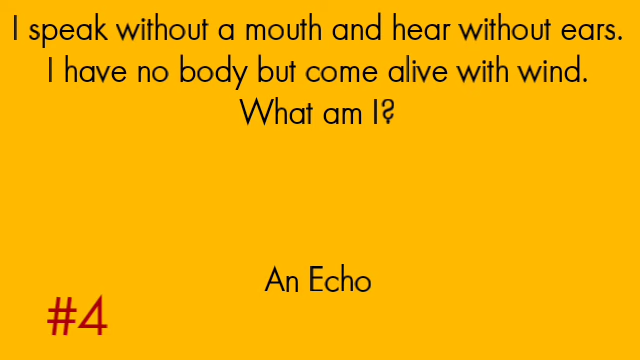 I speak without a mouth and hear without ears.
I have no body but come alive with wind.
What am I?
An Echo
#4